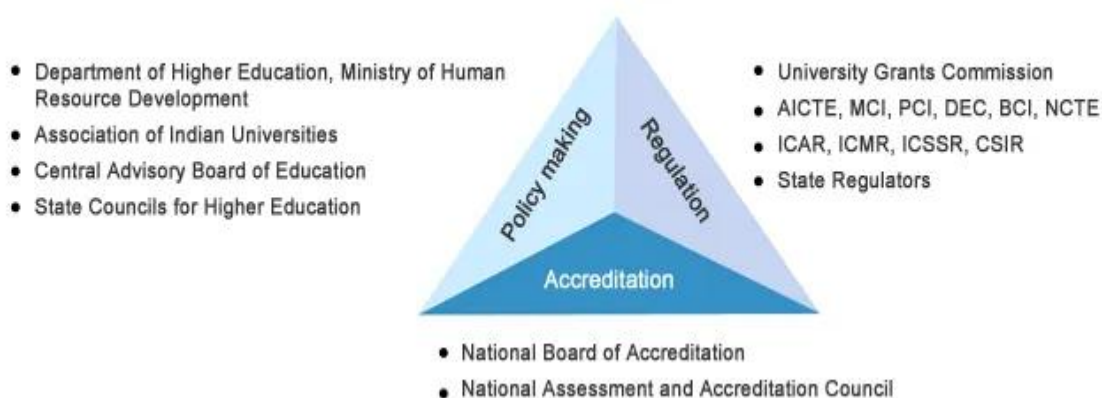 • Department of Higher Education, Ministry of Human
Resource Development
• Association of Indian Universities
• Central Advisory Board of Education
• State Councils for Higher Education
Policy making
Regulation
Accreditation
• University Grants Commission
• AICTE, MCI, PCI, DEC, BCI, NCTE
• ICAR, ICMR, ICSSR, CSIR
• State Regulators
• National Board of Accreditation
• National Assessment and Accreditation Council